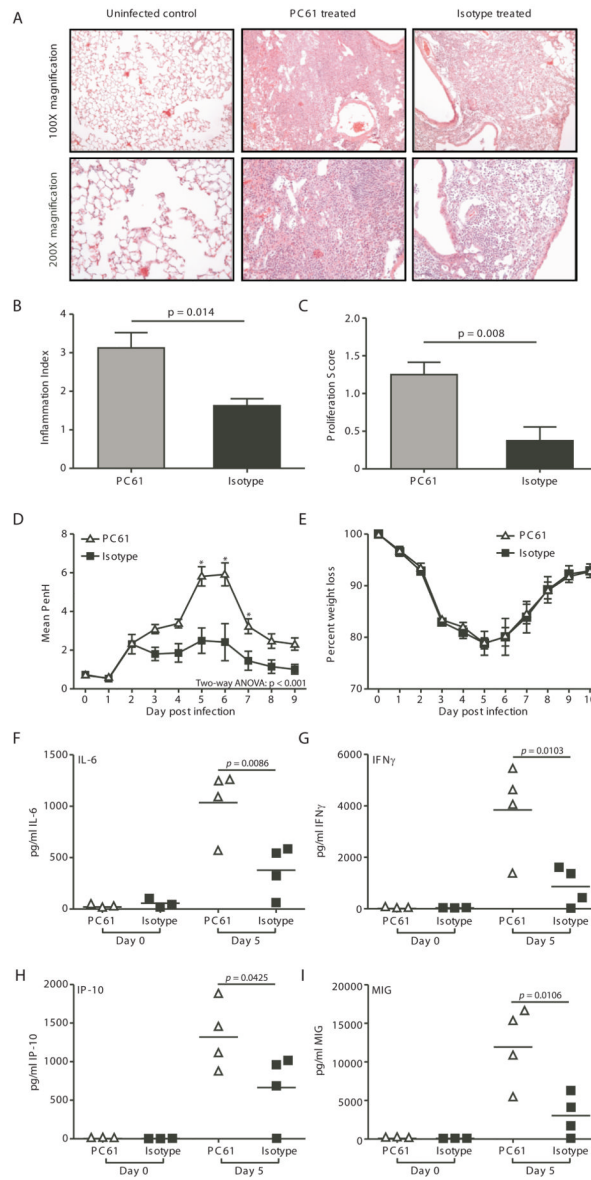 A
Uninfected control
PC61 treated
Isotype treated
100X magnification
200X magnification
B
p = 0.014
Inflammation Index
4
3
2
1
0
PC61
Isotype
C
p = 0.008
Proliferation Score
2.0
1.5
1.0
0.5
0
PC61
Isotype
D
PC61
Isotype
Mean PenH
8
6
4
2
0
* * *
Two-way ANOVA: p < 0.001
0 1 2 3 4 5 6 7 8 9
Day post infection
E
PC61
Isotype
Percent weight loss
100
90
80
70
0 1 2 3 4 5 6 7 8 9 10
Day post infection
F
IL-6
p = 0.0086
pg/ml IL-6
1500
1000
500
0
PC61 Isotype PC61 Isotype
Day 0 Day 5
G
IFNγ
p = 0.0103
pg/ml IFNγ
6000
4000
2000
0
PC61 Isotype PC61 Isotype
Day 0 Day 5
H
IP-10
p = 0.0425
pg/ml IP-10
2000
1500
1000
500
0
PC61 Isotype PC61 Isotype
Day 0 Day 5
I
MIG
p = 0.0106
pg/ml MIG
20000
15000
10000
5000
0
PC61 Isotype PC61 Isotype
Day 0 Day 5